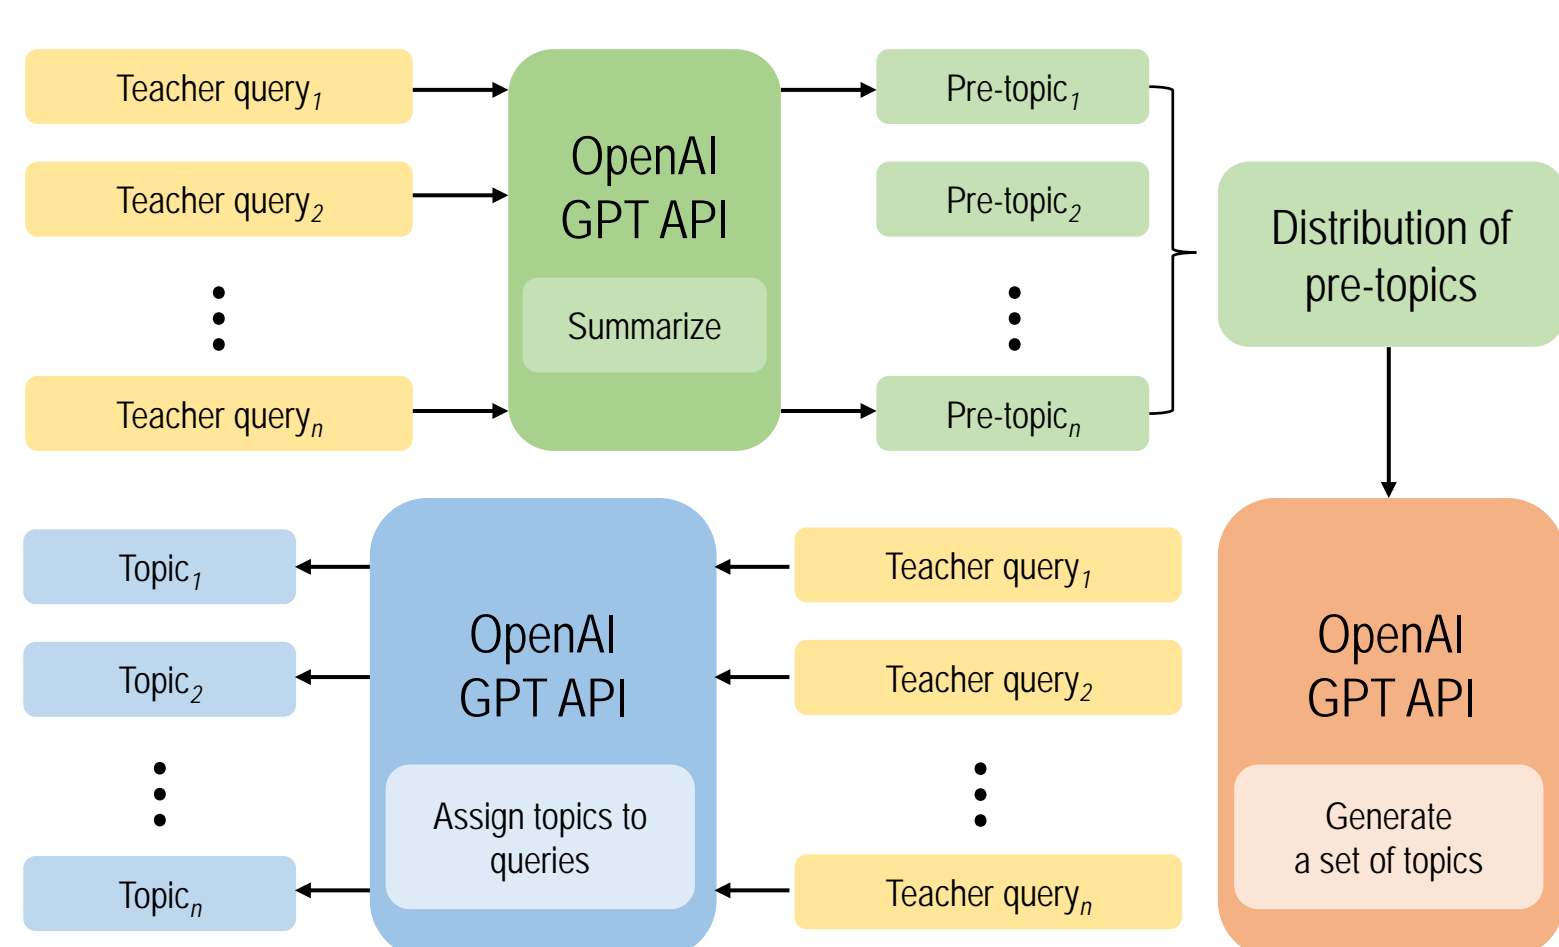 Teacher query1
Teacher query2
Teacher queryn
OpenAI
GPT API
Summarize
Pre-topic1
Pre-topic2
Pre-topicn
Distribution of
pre-topics
OpenAI
GPT API
Generate
a set of topics
Teacher query1
Teacher query2
Teacher queryn
OpenAI
GPT API
Assign topics to
queries
Topic1
Topic2
Topicn